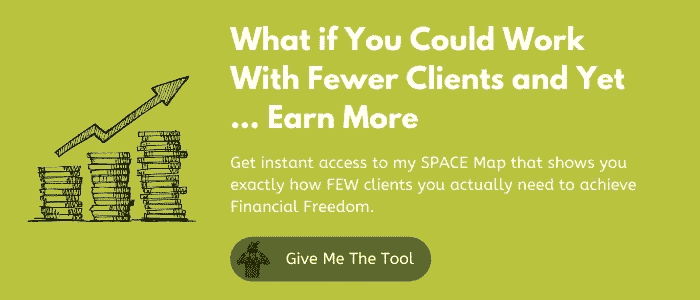 What if You Could Work
With Fewer Clients and Yet
... Earn More
Get instant access to my SPACE Map that shows you
exactly how FEW clients you actually need to achieve
Financial Freedom.
Give Me The Tool